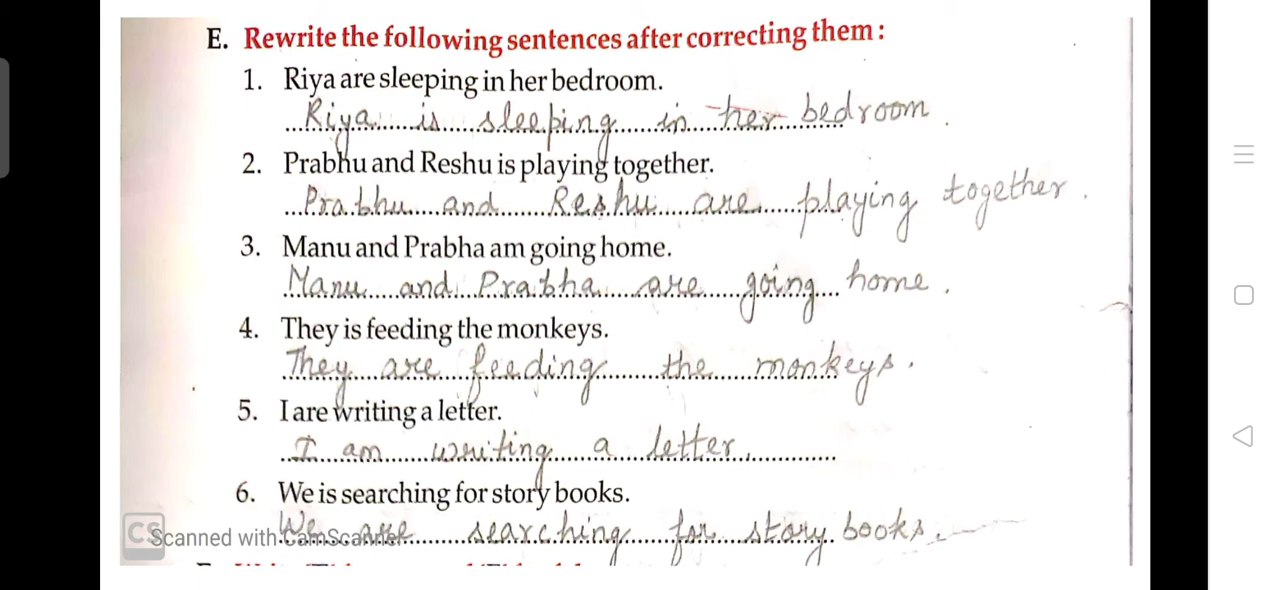 E. Rewrite the following sentences after correcting them :
1. Riya are sleeping in her bedroom.
Riya is sleeping in her bedroom.
2. Prabhu and Reshu is playing together.
Prabhu and Reshu are playing together.
3. Manu and Prabha am going home.
Manu and Prabha are going home.
4. They is feeding the monkeys.
They are feeding the monkeys.
5. I are writing a letter.
I am writing a letter.
6. We is searching for story books.
We are searching for story books.
CS Scanned with CamScanner